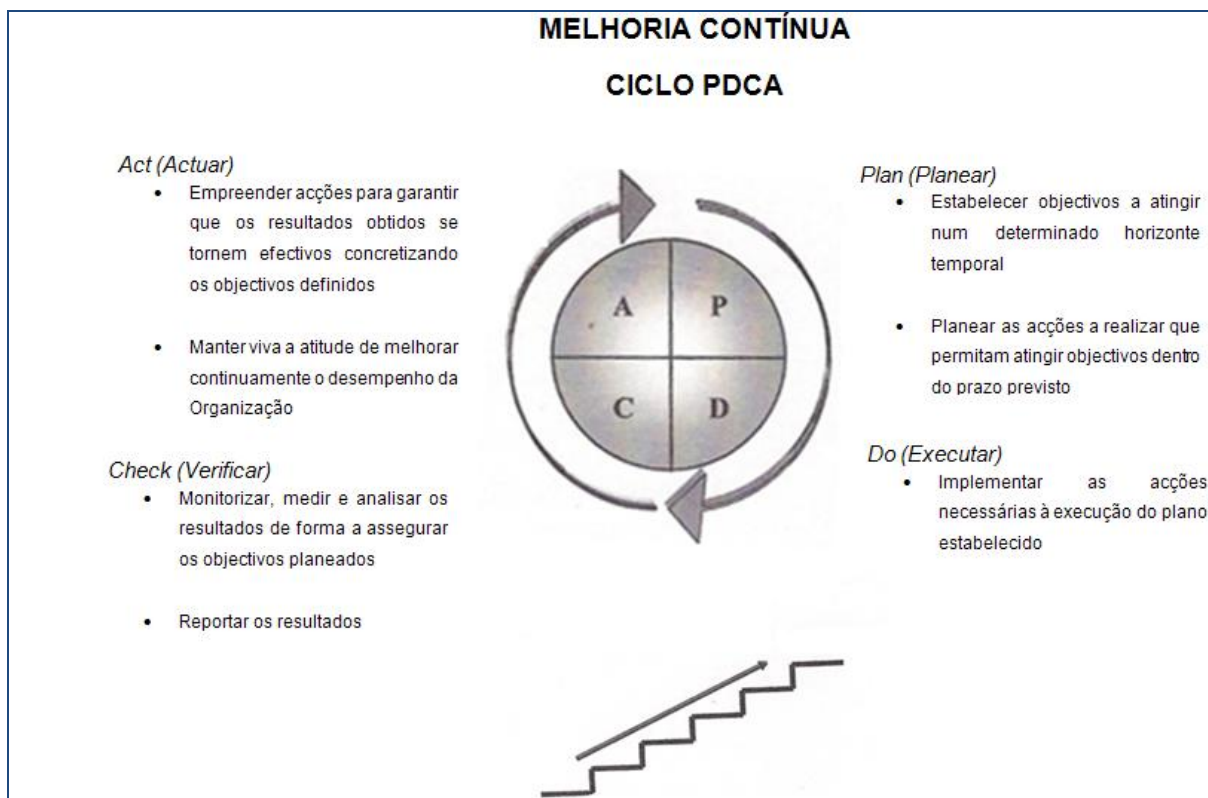 MELHORIA CONTÍNUA
CICLO PDCA
Act (Actuar)
• Empreender acções para garantir
que os resultados obtidos se
tornem efectivos concretizando
os objectivos definidos
• Manter viva a atitude de melhorar
continuamente o desempenho da
Organização
Check (Verificar)
• Monitorizar, medir e analisar os
resultados de forma a assegurar
os objectivos planeados
• Reportar os resultados
A P
C D
Plan (Planear)
• Estabelecer objectivos a atingir
num determinado horizonte
temporal
• Planear as acções a realizar que
permitam atingir objectivos dentro
do prazo previsto
Do (Executar)
• Implementar as acções
necessárias à execução do plano
estabelecido